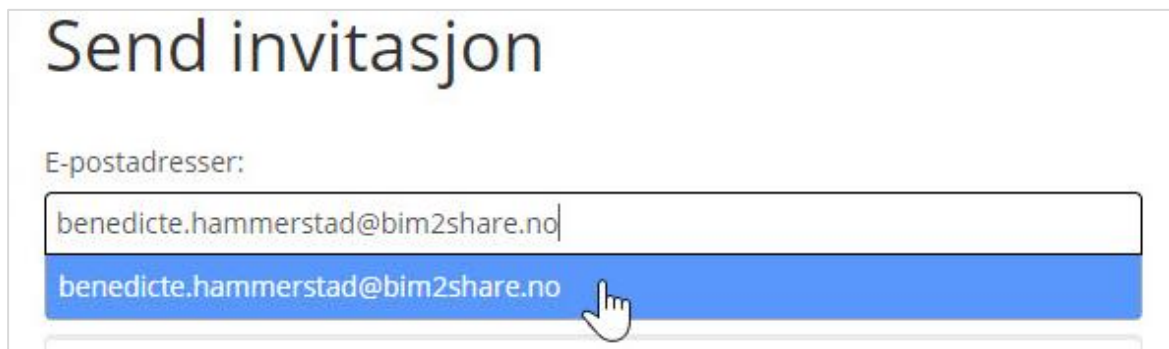 Send invitasjon
E-postadresser:
benedicte.hammerstad@bim2share.no
benedicte.hammerstad@bim2share.no